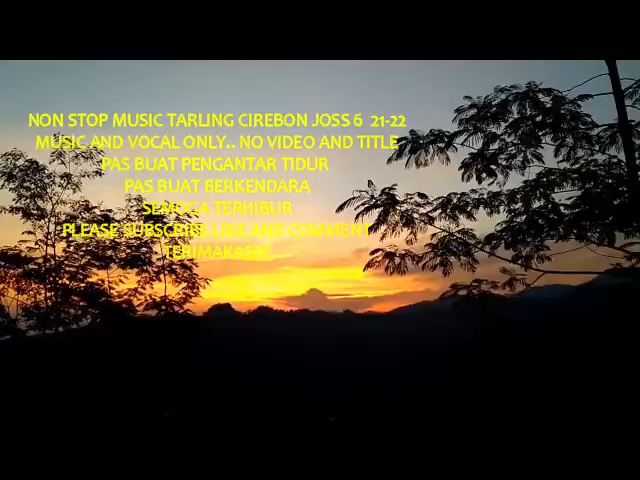 NON STOP MUSIC TARLING CIREBON JOSS 6 21-22
MUSIC AND VOCAL ONLY.. NO VIDEO AND TITLE
PAS BUAT PENGANTAR TIDUR
PAS BUAT BERKENDARA
SEMOGA TERHIBUR
PLEASE SUBSCRIBE LIKE AND COMMENT
TERIMAKASIH